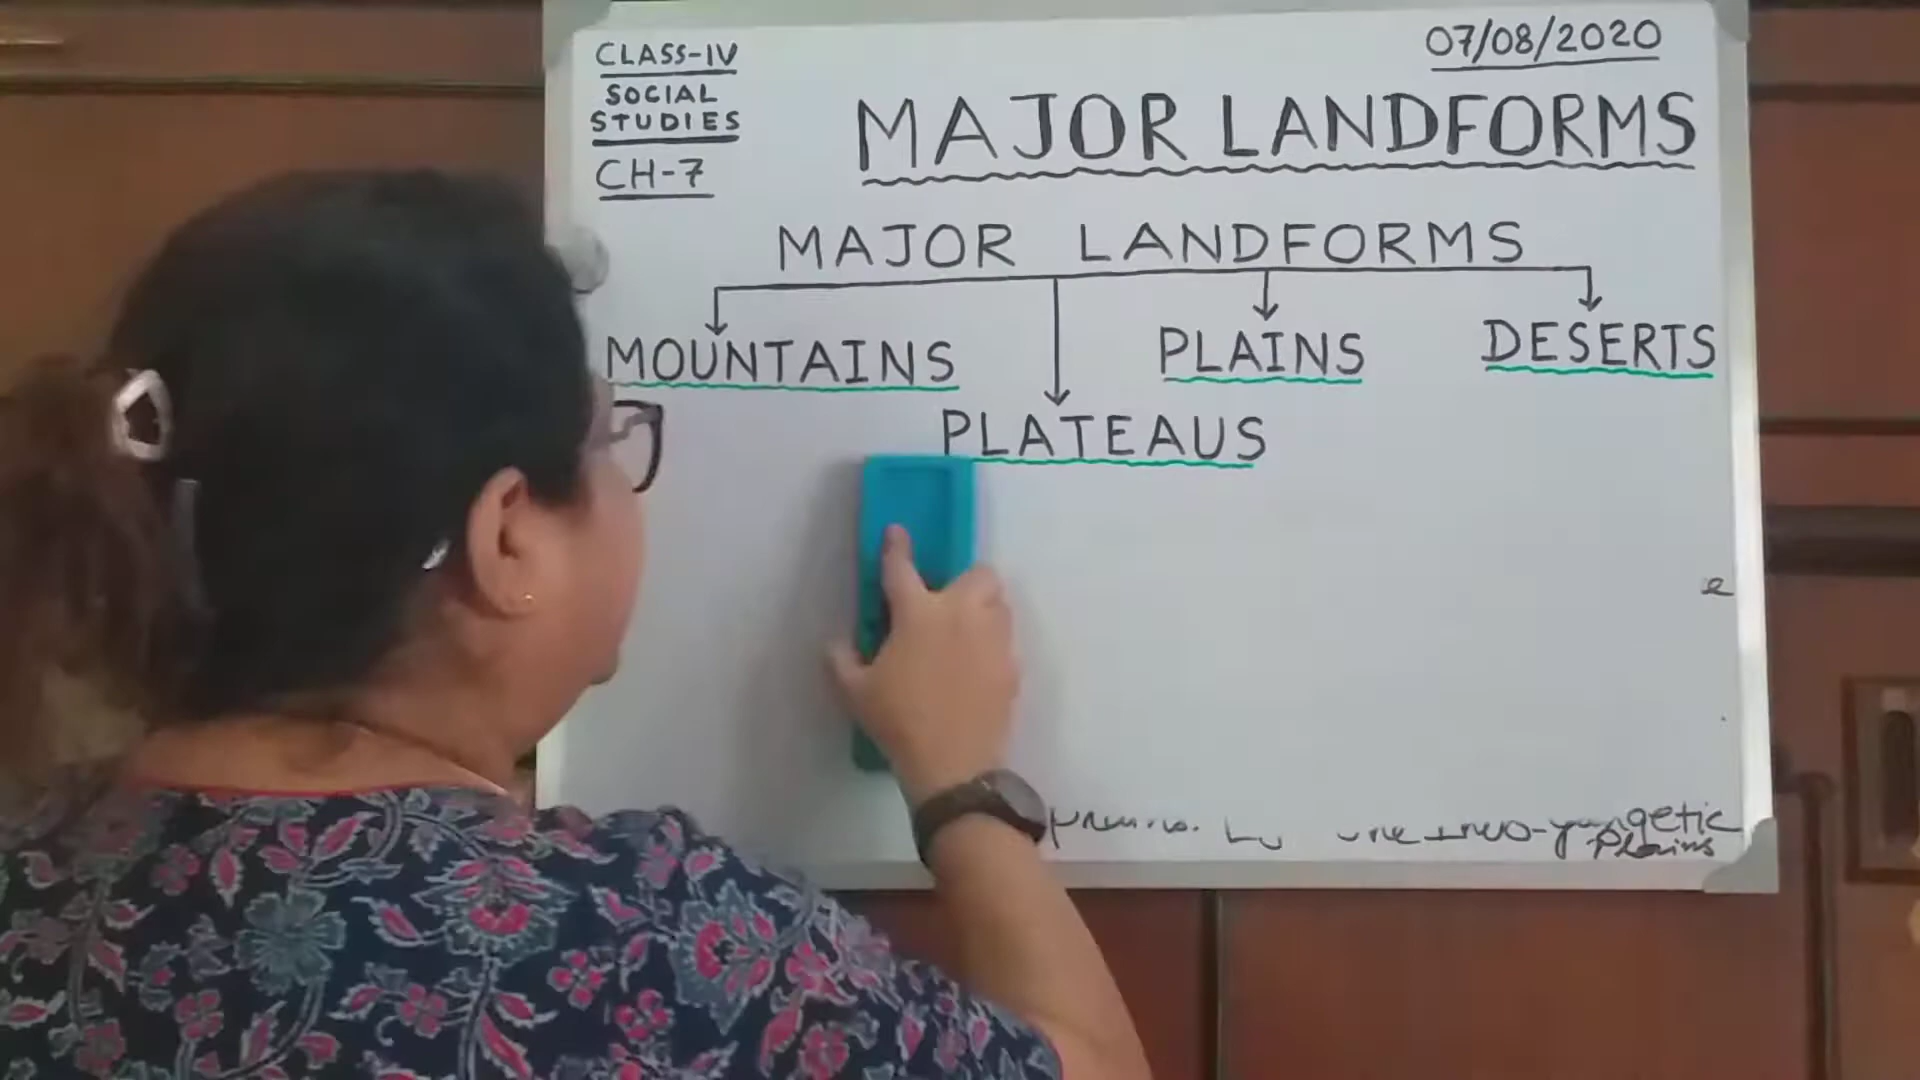 CLASS-IV
SOCIAL
STUDIES
CH-7
07/08/2020
MAJOR LANDFORMS
MAJOR LANDFORMS
MOUNTAINS
PLATEAUS
PLAINS
DESERTS
Plains